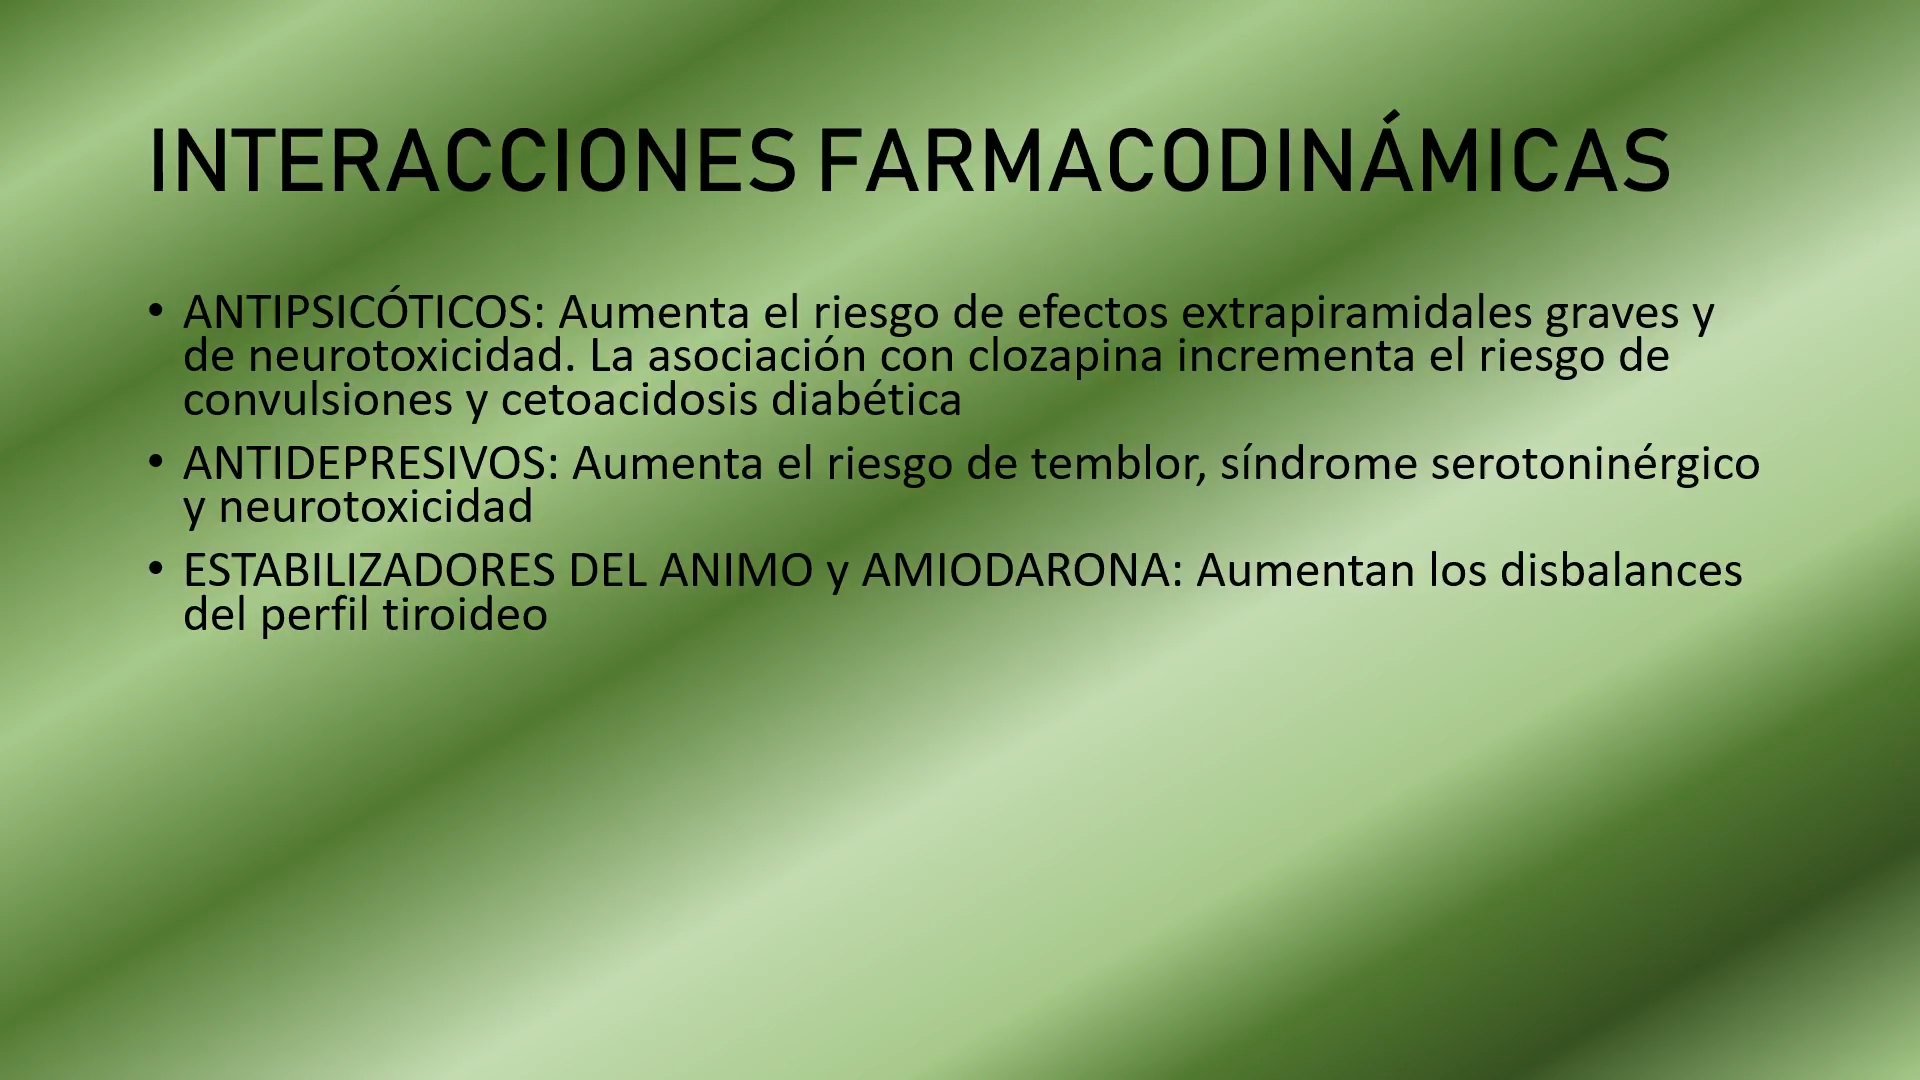 INTERACCIONES FARMACODINÁMICAS
• ANTIPSICÓTICOS: Aumenta el riesgo de efectos extrapiramidales graves y
de neurotoxicidad. La asociación con clozapina incrementa el riesgo de
convulsiones y cetoacidosis diabética
• ANTIDEPRESIVOS: Aumenta el riesgo de temblor, síndrome serotoninérgico
y neurotoxicidad
• ESTABILIZADORES DEL ANIMO y AMIODARONA: Aumentan los disbalances
del perfil tiroideo